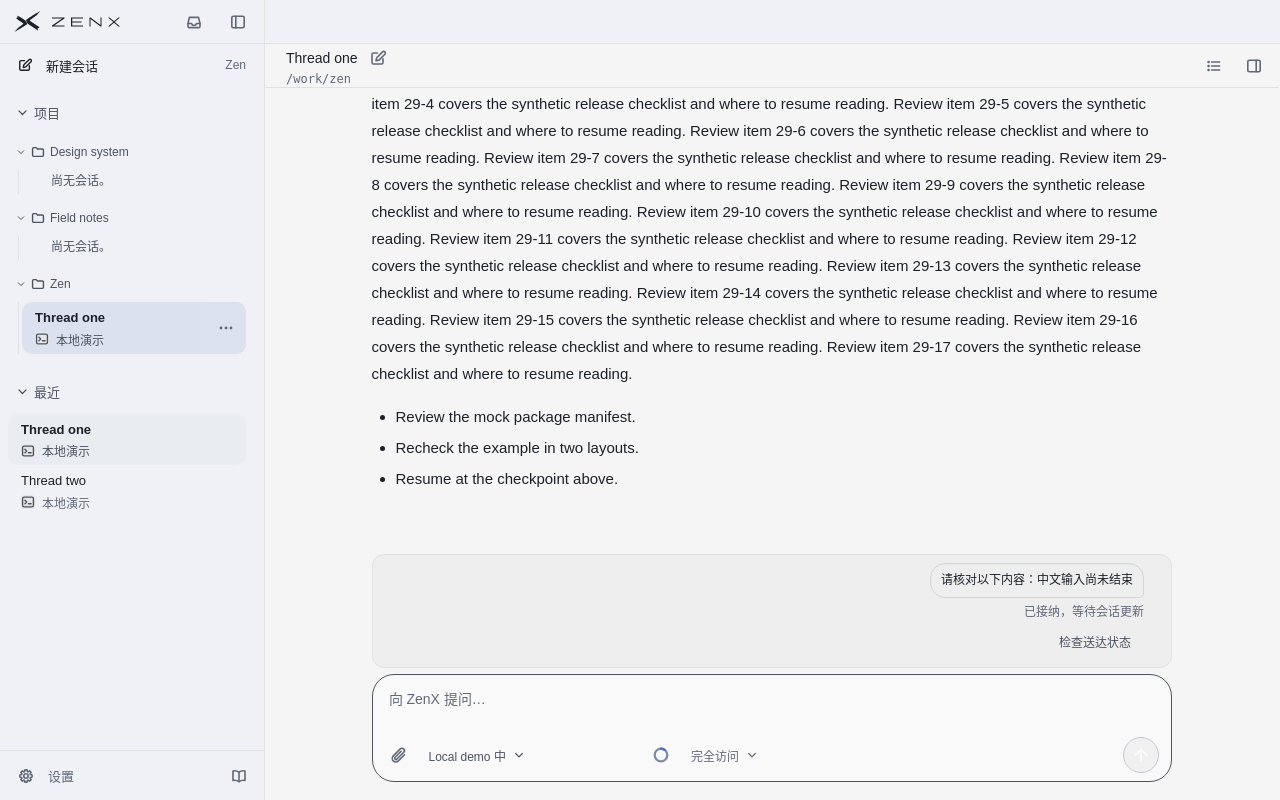 ZENX
新建会话
Zen
项目
Design system
尚无会话。
Field notes
尚无会话。
Zen
Thread one
本地演示
最近
Thread one
本地演示
Thread two
本地演示
设置
Thread one
/work/zen
item 29-4 covers the synthetic release checklist and where to resume reading. Review item 29-5 covers the synthetic
release checklist and where to resume reading. Review item 29-6 covers the synthetic release checklist and where to
resume reading. Review item 29-7 covers the synthetic release checklist and where to resume reading. Review item 29-
8 covers the synthetic release checklist and where to resume reading. Review item 29-9 covers the synthetic release
checklist and where to resume reading. Review item 29-10 covers the synthetic release checklist and where to resume
reading. Review item 29-11 covers the synthetic release checklist and where to resume reading. Review item 29-12
covers the synthetic release checklist and where to resume reading. Review item 29-13 covers the synthetic release
checklist and where to resume reading. Review item 29-14 covers the synthetic release checklist and where to resume
reading. Review item 29-15 covers the synthetic release checklist and where to resume reading. Review item 29-16
covers the synthetic release checklist and where to resume reading. Review item 29-17 covers the synthetic release
checklist and where to resume reading.
• Review the mock package manifest.
• Recheck the example in two layouts.
• Resume at the checkpoint above.
请核对以下内容：中文输入尚未结束
已接纳，等待会话更新
检查送达状态
向 ZenX 提问…
Local demo 中
完全访问